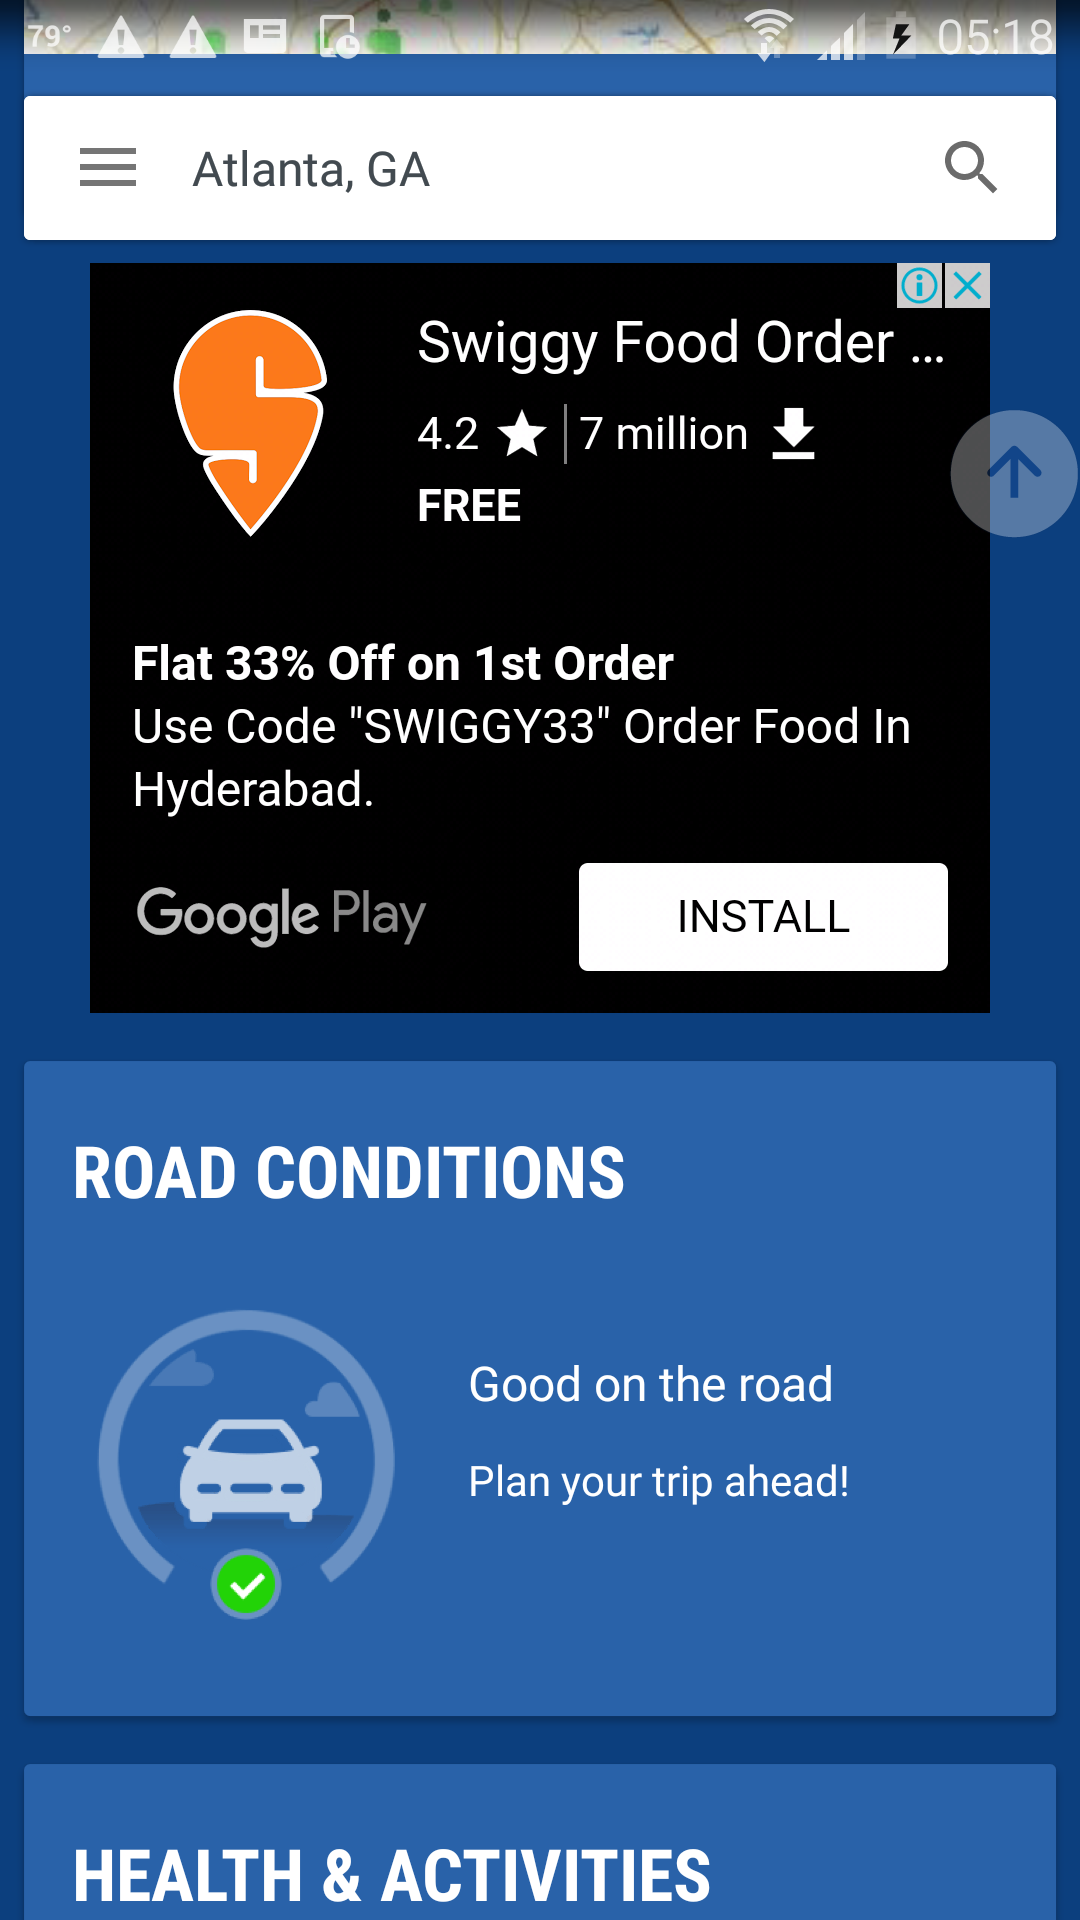 79°
05:18
Atlanta, GA
Swiggy Food Order ...
4.2
7 million
FREE
Flat 33% Off on 1st Order
Use Code "SWIGGY33" Order Food In
Hyderabad.
Google Play
INSTALL
ROAD CONDITIONS
Good on the road
Plan your trip ahead!
HEALTH & ACTIVITIES